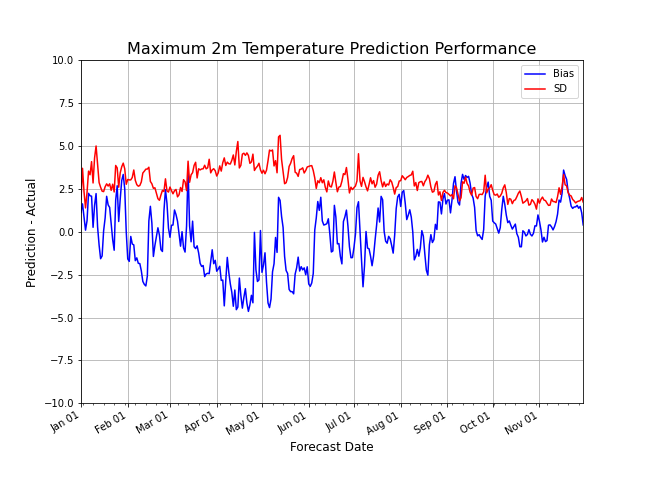 Maximum 2m Temperature Prediction Performance
10.0
7.5
5.0
2.5
0.0
−2.5
−5.0
−7.5
−10.0
Prediction - Actual
Bias
SD
Jan 01
Feb 01
Mar 01
Apr 01
May 01
Jun 01
Jul 01
Aug 01
Sep 01
Oct 01
Nov 01
Forecast Date